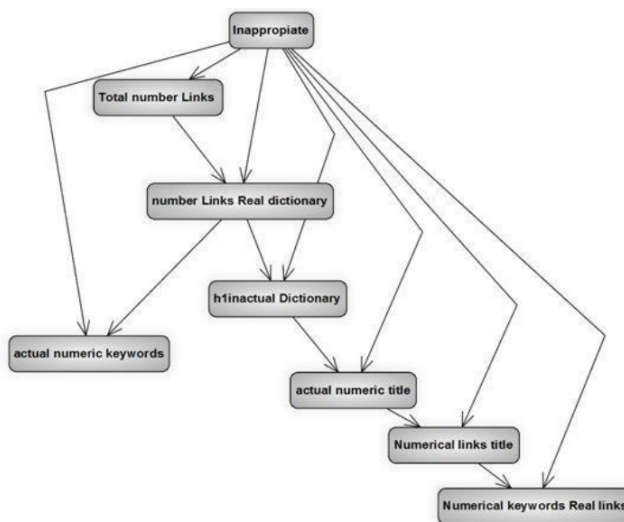 Inappropiate
Total number Links
number Links Real dictionary
h1inactual Dictionary
actual numeric keywords
actual numeric title
Numerical links title
Numerical keywords Real links